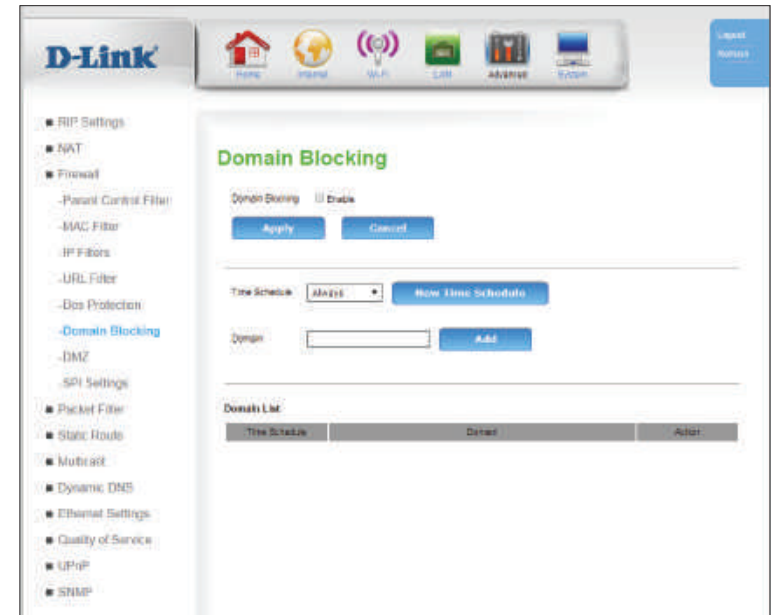 D-Link
Home
Internet
Wi-Fi
LAN
Advanced
System
Logout
Refresh
RIP Settings
NAT
Firewall
-Parent Control Filter
-MAC Filter
-IP Filters
-URL Filter
-Dos Protection
-Domain Blocking
-DMZ
-SPI Settings
Packet Filter
Static Route
Multicast
Dynamic DNS
Ethernet Settings
Quality of Service
UPnP
SNMP
Domain Blocking
Domain Blocking Enable
Apply Cancel
Time Schedule Always New Time Schedule
Domain Add
Domain List
Time Schedule Domain Action